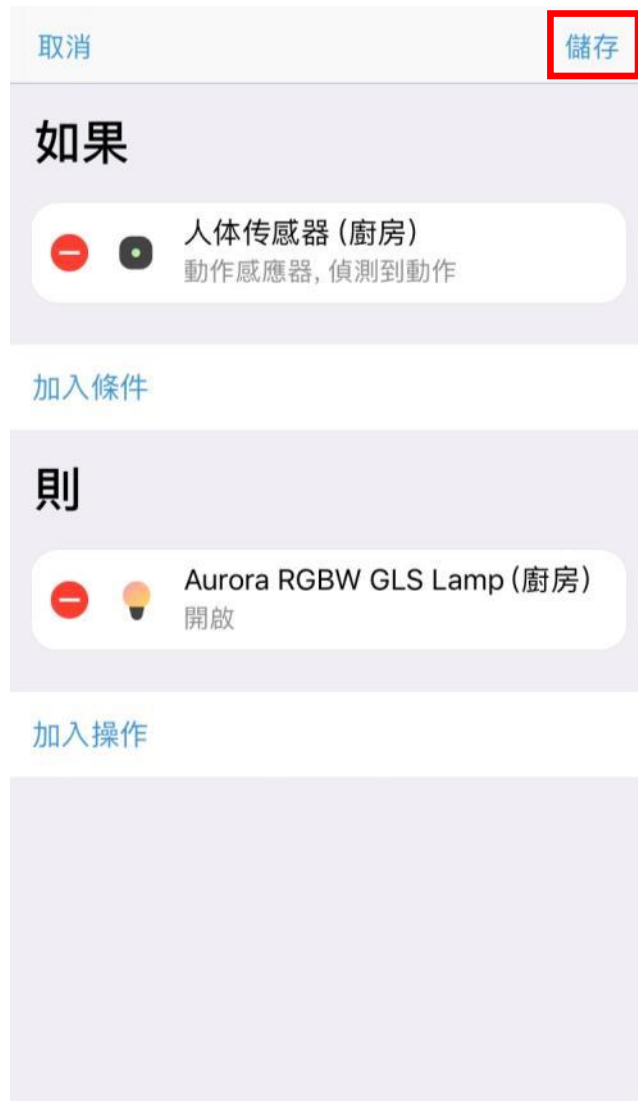 取消
儲存
如果
人体传感器 (廚房)
動作感應器, 偵測到動作
加入條件
則
Aurora RGBW GLS Lamp (廚房)
開啟
加入操作